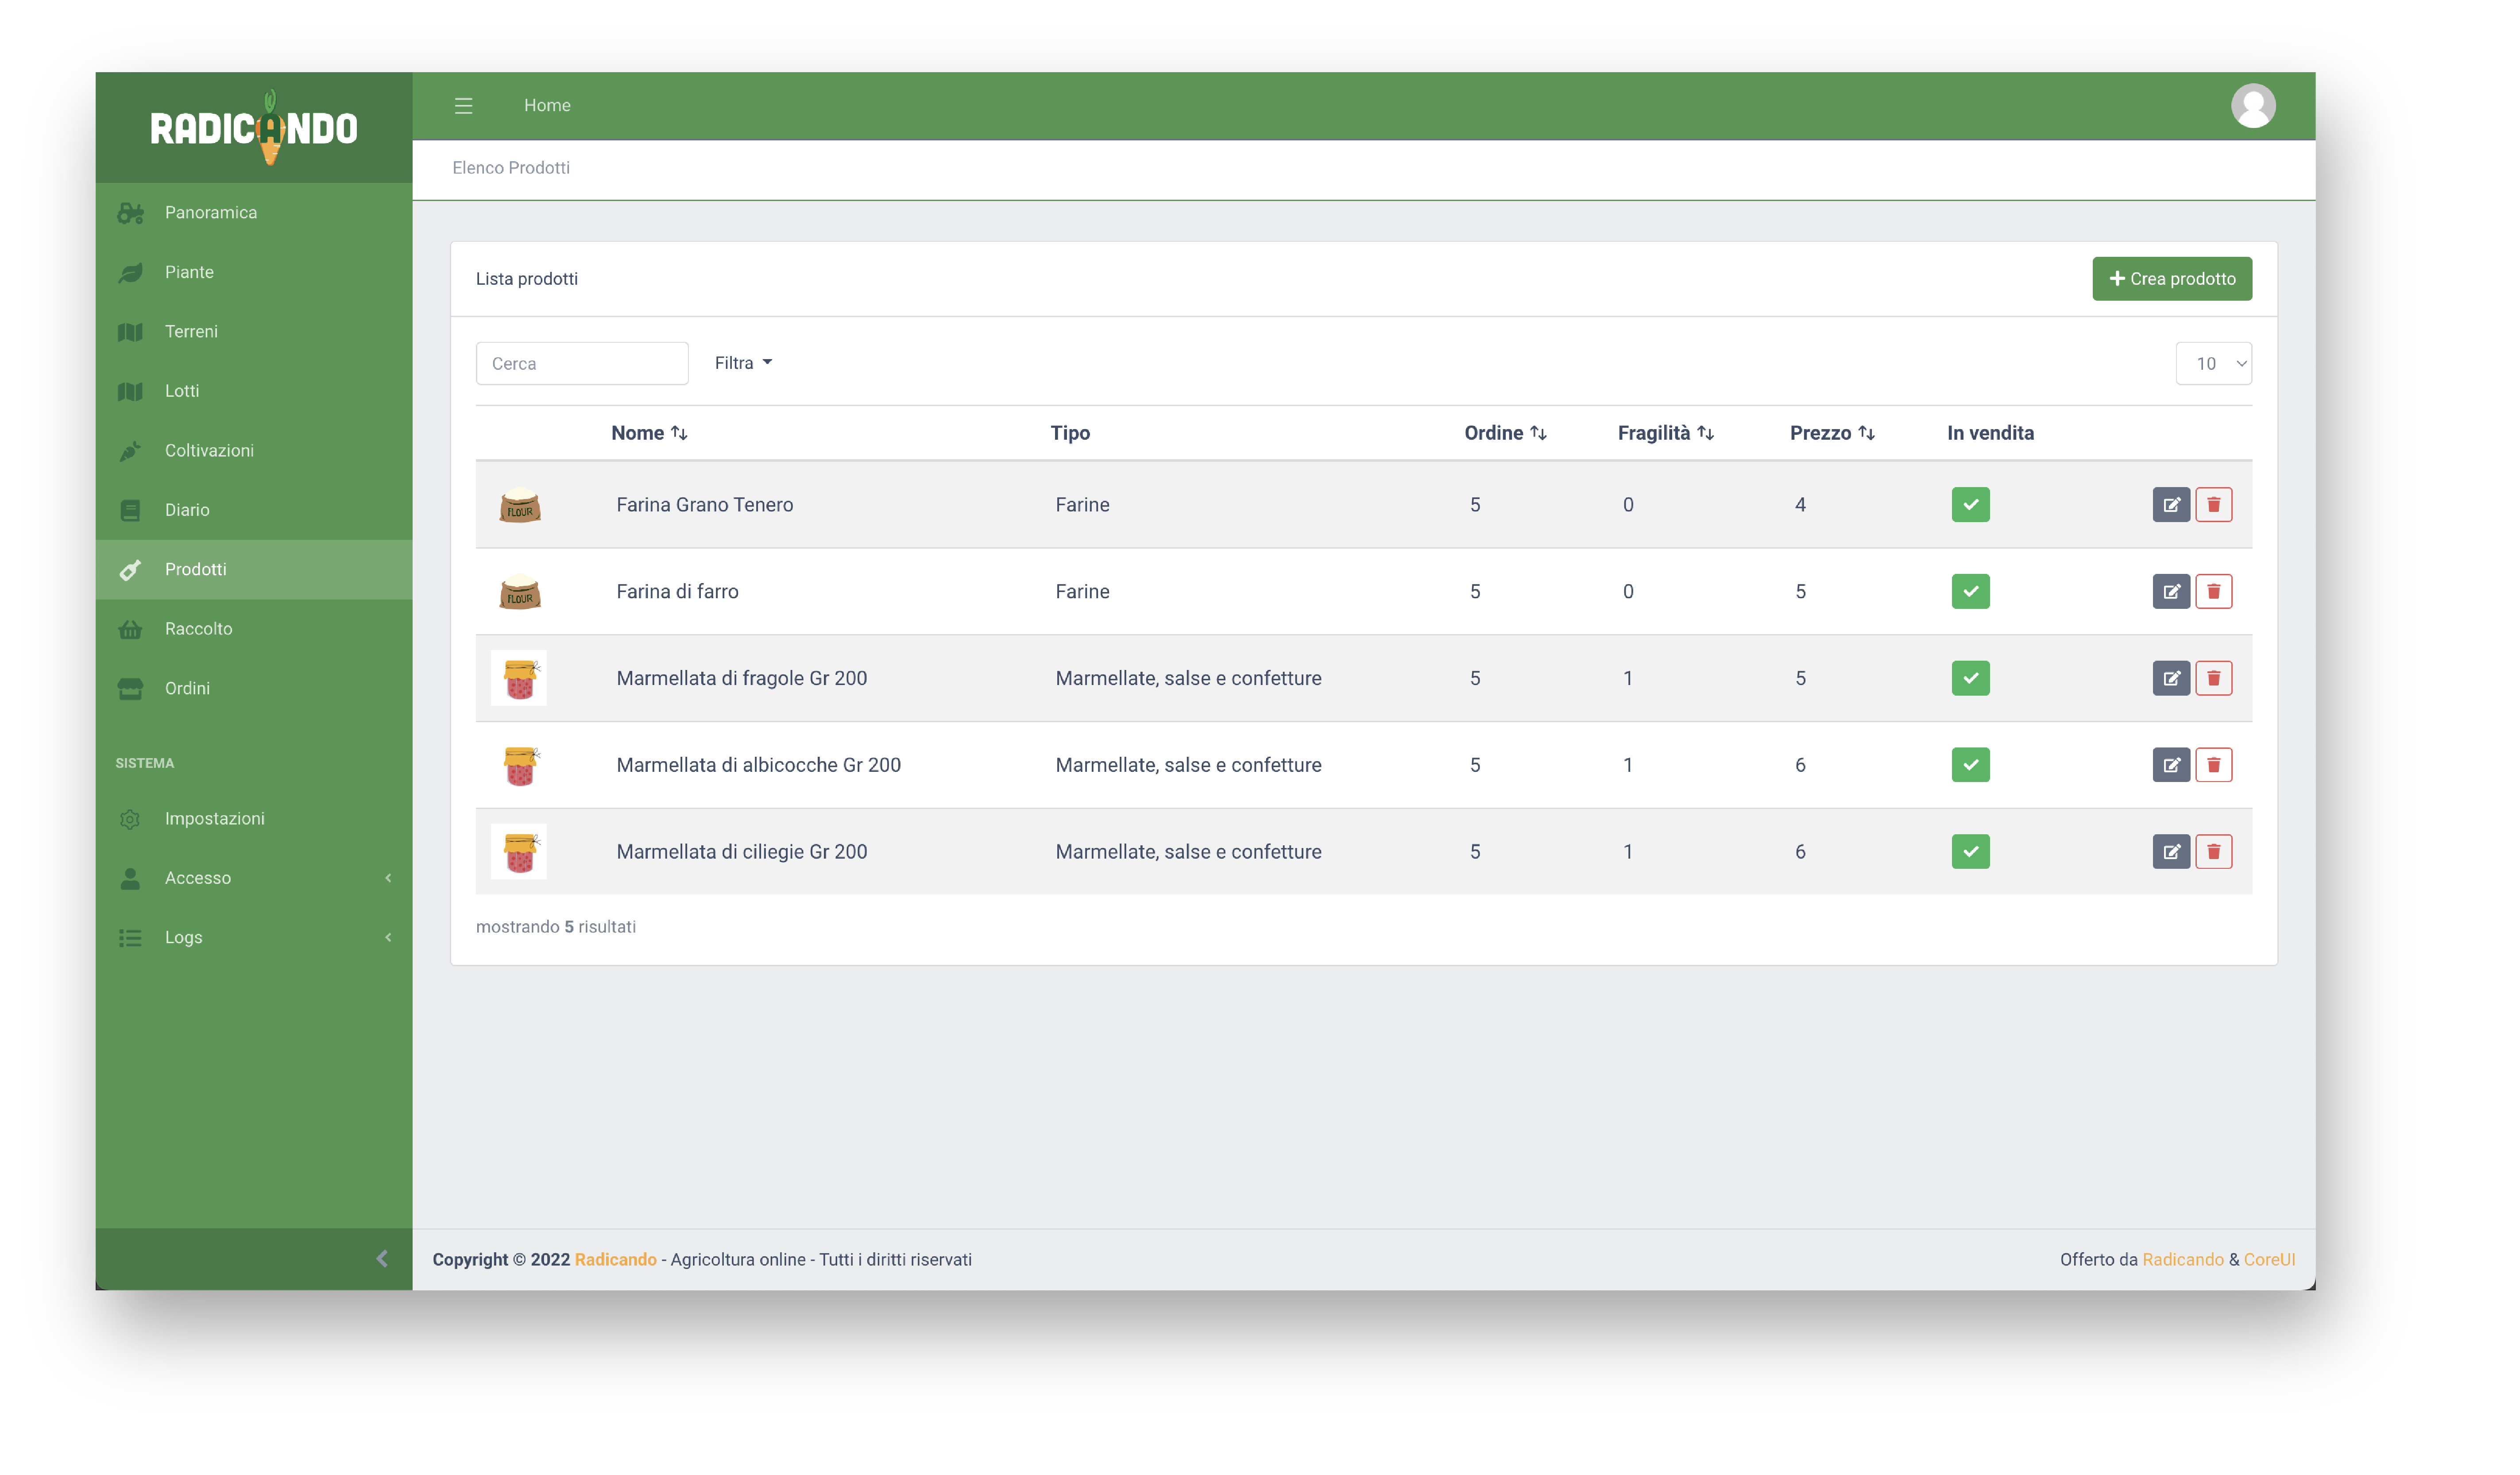 RADICANDO
Home
Elenco Prodotti
Panoramica
Piante
Terreni
Lotti
Coltivazioni
Diario
Prodotti
Raccolto
Ordini
SISTEMA
Impostazioni
Accesso
Logs
Lista prodotti
Crea prodotto
Cerca Filtra 10
Nome Tipo Ordine Fragilità Prezzo In vendita
FLOUR Farina Grano Tenero Farine 5 0 4
FLOUR Farina di farro Farine 5 0 5
Marmellata di fragole Gr 200 Marmellate, salse e confetture 5 1 5
Marmellata di albicocche Gr 200 Marmellate, salse e confetture 5 1 6
Marmellata di ciliegie Gr 200 Marmellate, salse e confetture 5 1 6
mostrando 5 risultati
Copyright © 2022 Radicando - Agricoltura online - Tutti i diritti riservati
Offerto da Radicando & CoreUI